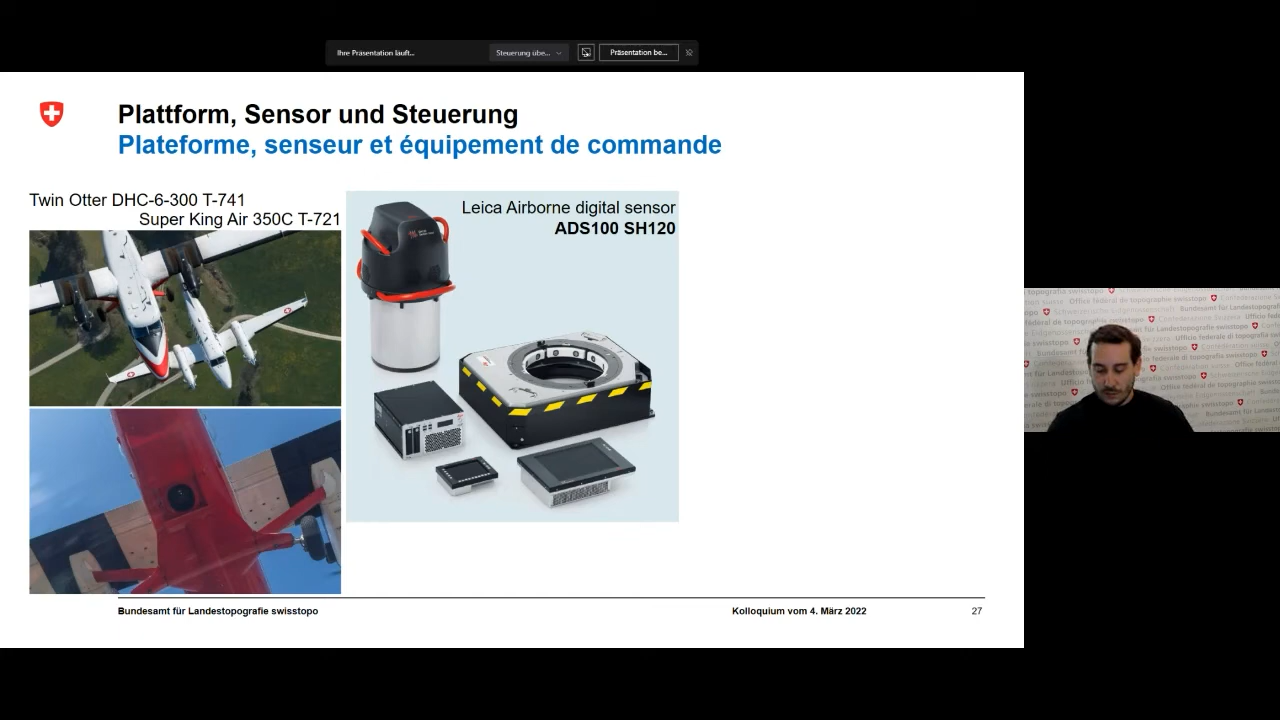 Ihre Präsentation läuft...
Steuerung übe...
Präsentation be...
Plattform, Sensor und Steuerung
Plateforme, senseur et équipement de commande
Twin Otter DHC-6-300 T-741
Super King Air 350C T-721
Leica Airborne digital sensor
ADS100 SH120
Bundesamt für Landestopografie swisstopo
Kolloquium vom 4. März 2022
27